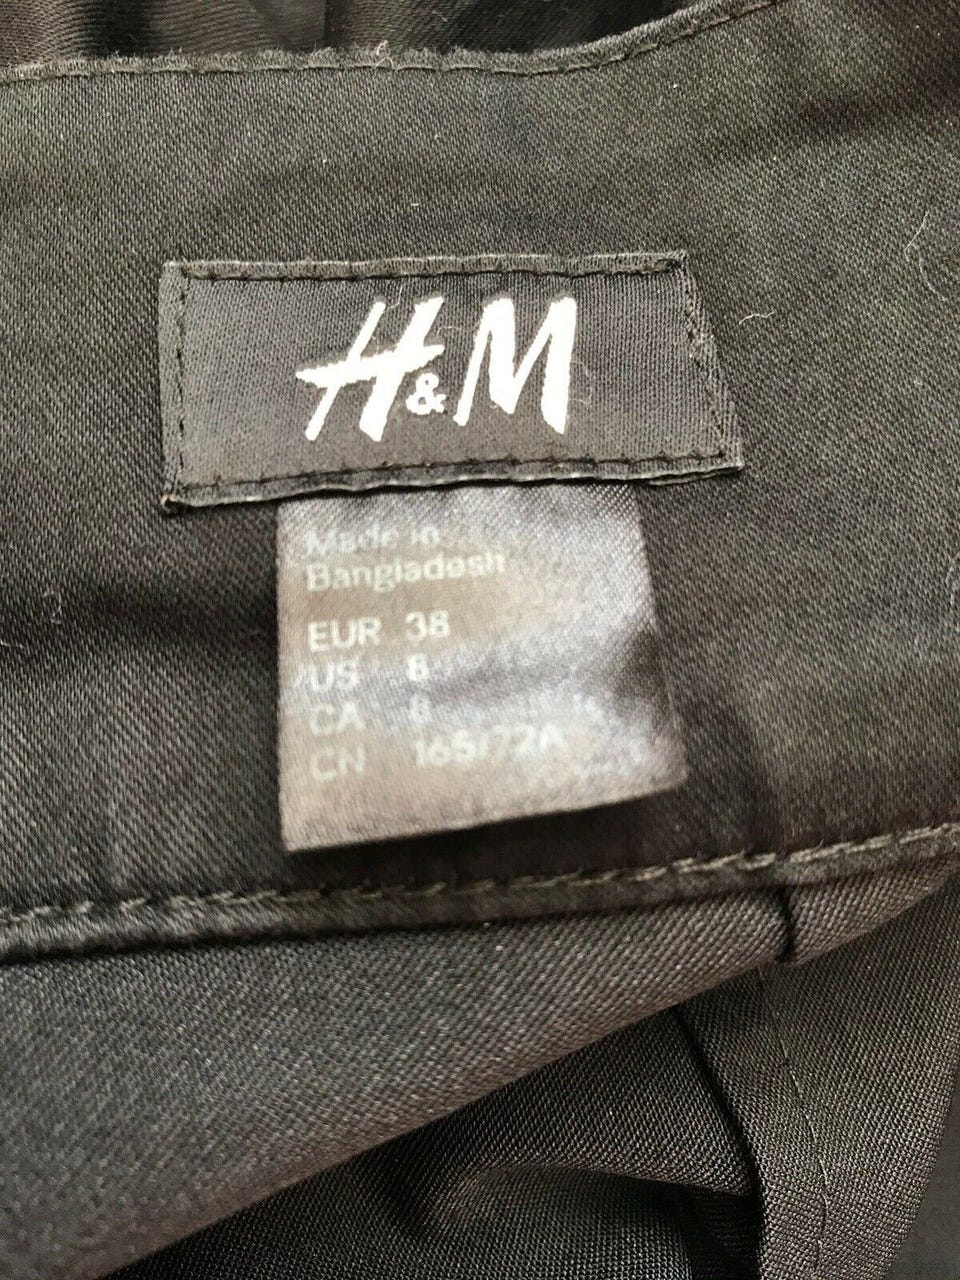 H&M
Made in
Bangladesh
EUR 38
US 8
CA 8
CN 165/72A